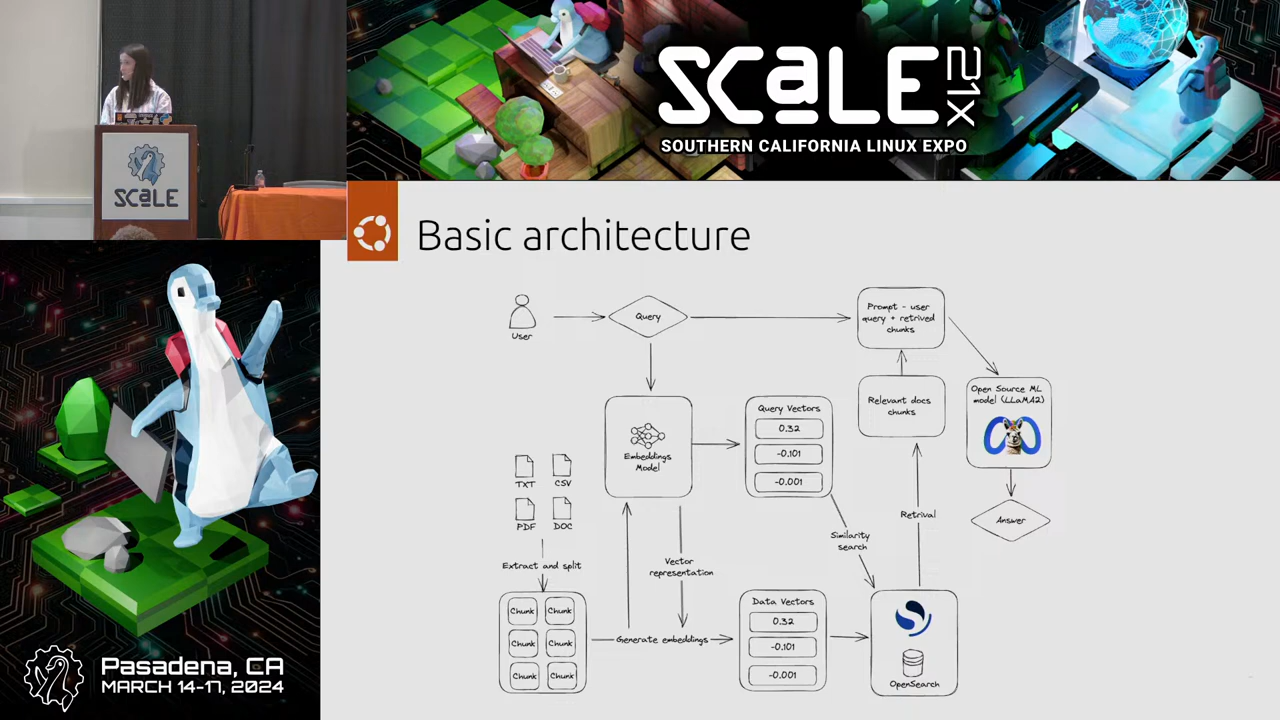 SCaLE
SCALE 21X
SOUTHERN CALIFORNIA LINUX EXPO
Basic architecture
User
Query
Prompt - user
query + retrived
chunks
Relevant docs
chunks
Open Source ML
model (LLaMA2)
Answer
Embeddings
Model
Query Vectors
0.32
-0.101
-0.001
TXT
CSV
PDF
DOC
Extract and split
Chunk
Chunk
Chunk
Chunk
Chunk
Chunk
Vector
representation
Generate embeddings
Similarity
search
Retrival
Data Vectors
0.32
-0.101
-0.001
OpenSearch
Pasadena, CA
MARCH 14-17, 2024